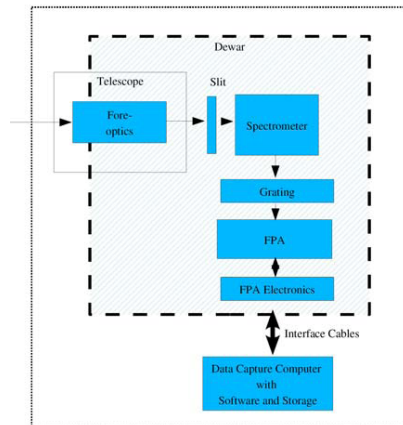 Dewar
Telescope
Slit
Fore-
optics
Spectrometer
Grating
FPA
FPA Electronics
Interface Cables
Data Capture Computer
with
Software and Storage